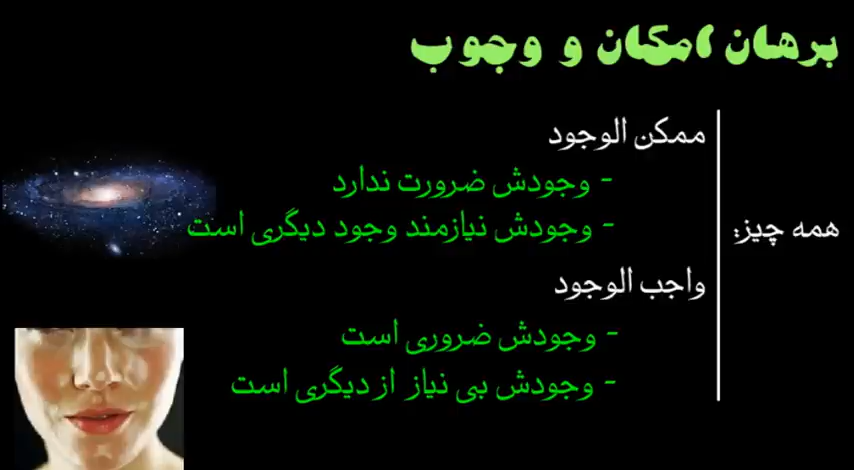 برهان امکان و وجوب
ممکن الوجود
- وجودش ضرورت ندارد
- وجودش نیازمند وجود دیگری است
همه چیز:
واجب الوجود
- وجودش ضروری است
- وجودش بی نیاز از دیگری است